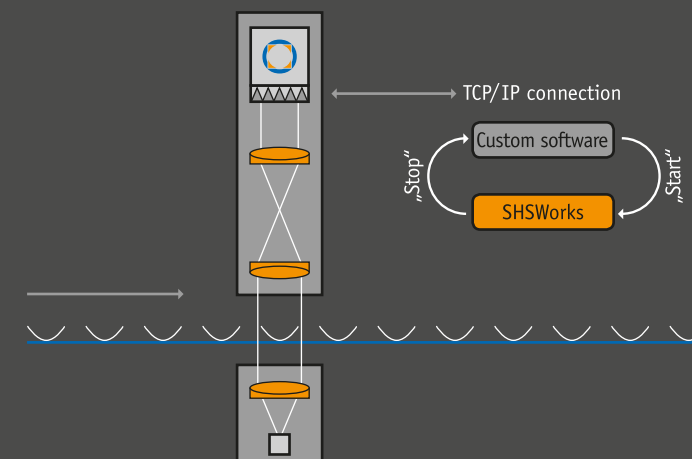 TCP/IP connection
Custom software
„Stop“
„Start“
SHSWorks